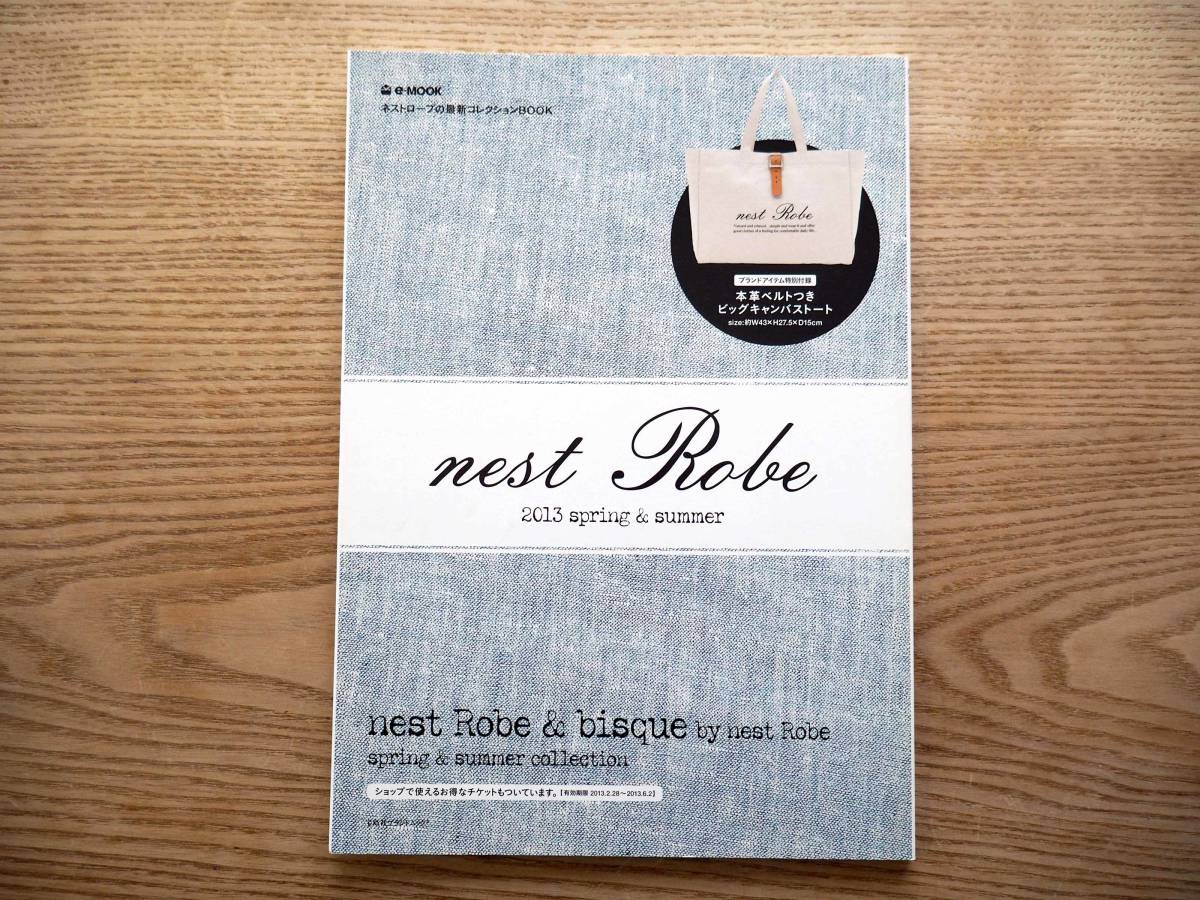 e-MOOK
ネストローブの最新コレクションBOOK
nest Robe
ブランドアイテム特別付録
本革ベルトつき
ビッグキャンバストート
size:約W43×H27.5×D15cm
nest Robe
2013 spring & summer
nest Robe & bisque by nest Robe
spring & summer collection
ショップで使えるお得なチケットもついています。【有効期限 2013.2.28〜2013.6.2】